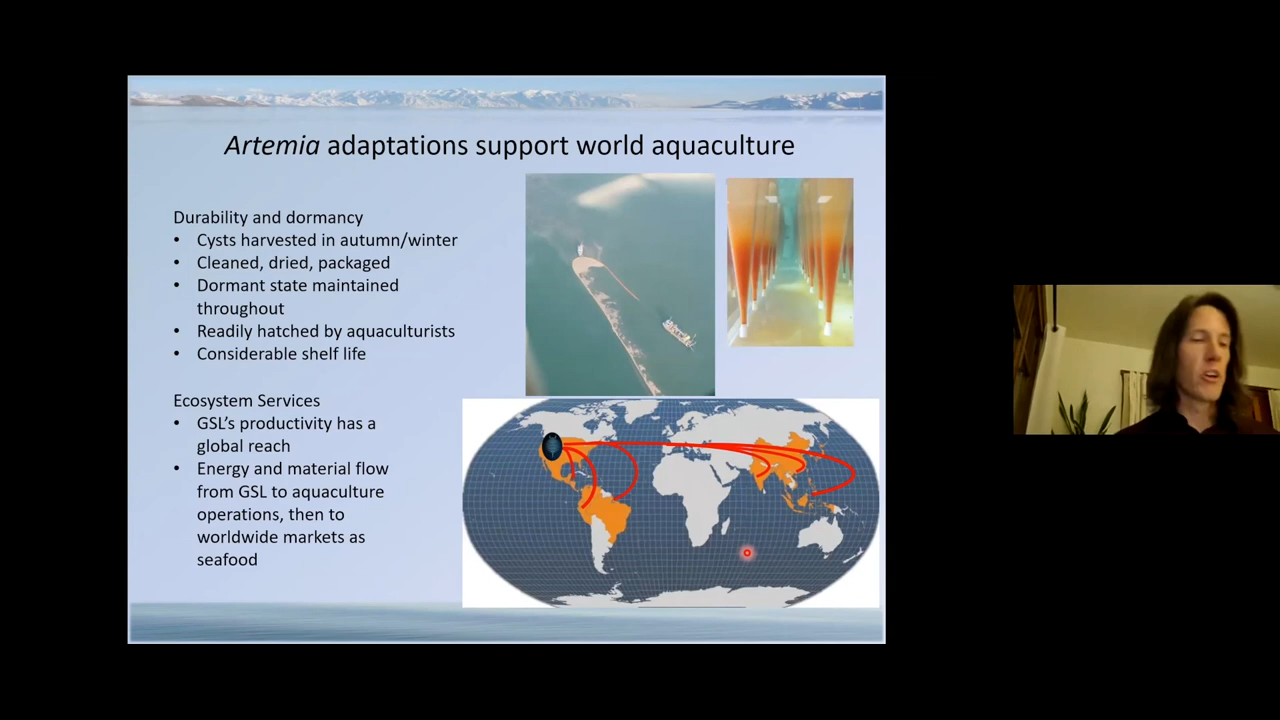 Artemia adaptations support world aquaculture
Durability and dormancy
• Cysts harvested in autumn/winter
• Cleaned, dried, packaged
• Dormant state maintained
throughout
• Readily hatched by aquaculturists
• Considerable shelf life
Ecosystem Services
• GSL's productivity has a
global reach
• Energy and material flow
from GSL to aquaculture
operations, then to
worldwide markets as
seafood